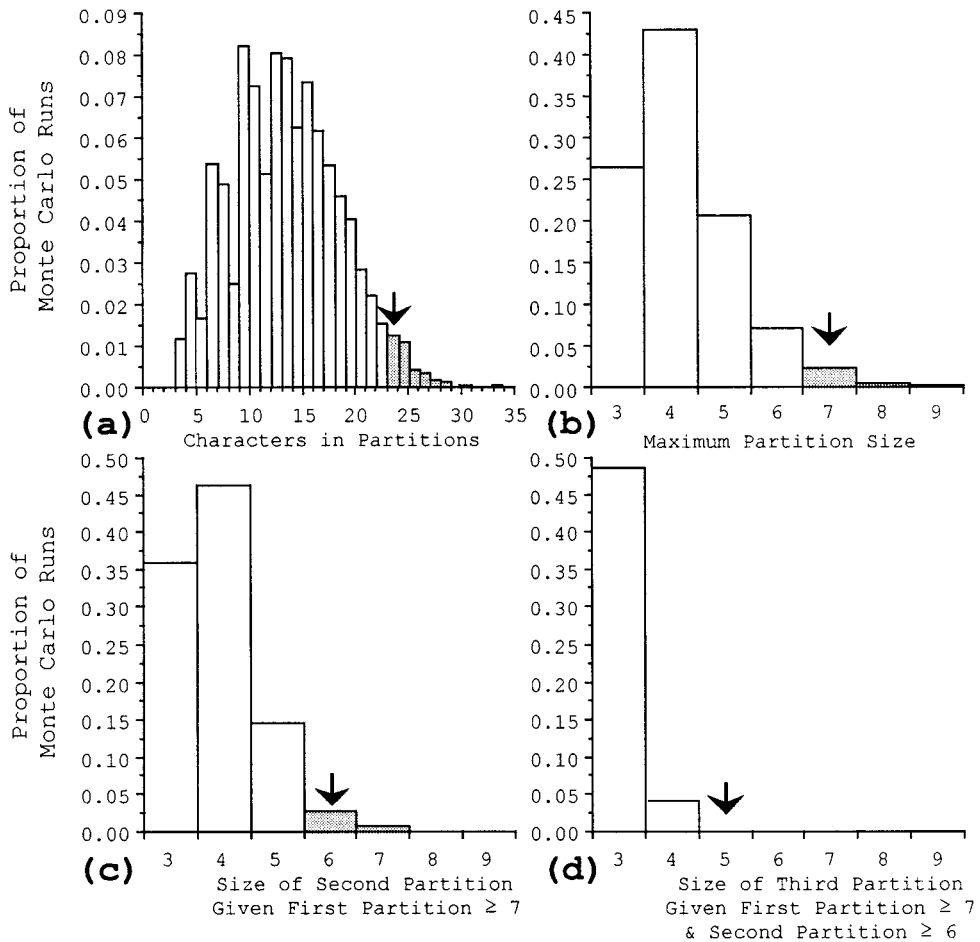 Proportion of
Monte Carlo Runs
0.09
0.08
0.07
0.06
0.05
0.04
0.03
0.02
0.01
0.00
0 5 10 15 20 25 30 35
(a) Characters in Partitions
0.45
0.40
0.35
0.30
0.25
0.20
0.15
0.10
0.05
0.00
3 4 5 6 7 8 9
(b) Maximum Partition Size
Proportion of
Monte Carlo Runs
0.50
0.45
0.40
0.35
0.30
0.25
0.20
0.15
0.10
0.05
0.00
3 4 5 6 7 8 9
(c) Size of Second Partition
Given First Partition ≥ 7
0.50
0.45
0.40
0.35
0.30
0.25
0.20
0.15
0.10
0.05
0.00
3 4 5 6 7 8 9
(d) Size of Third Partition
Given First Partition ≥ 7
& Second Partition ≥ 6